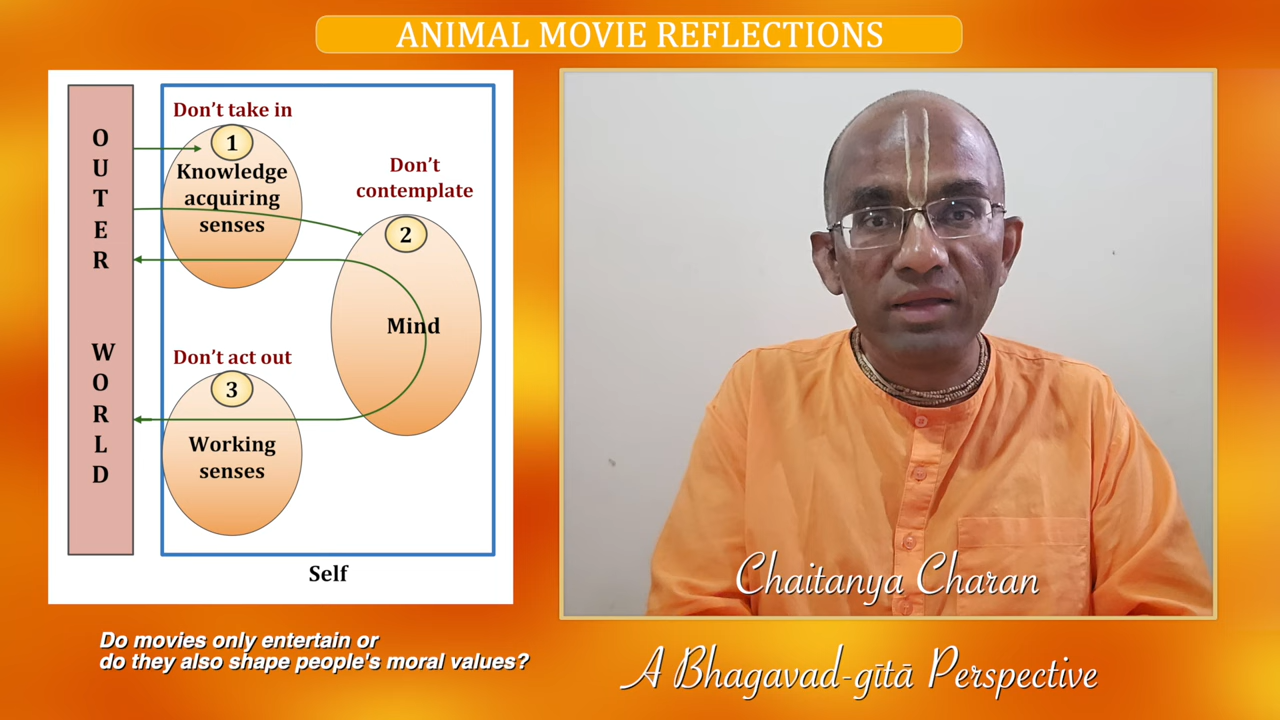 ANIMAL MOVIE REFLECTIONS
OUTER WORLD
Don't take in
1
Knowledge
acquiring
senses
Don't
contemplate
2
Mind
Don't act out
3
Working
senses
Self
Do movies only entertain or
do they also shape people's moral values?
Chaitanya Charan
A Bhagavad-gītā Perspective